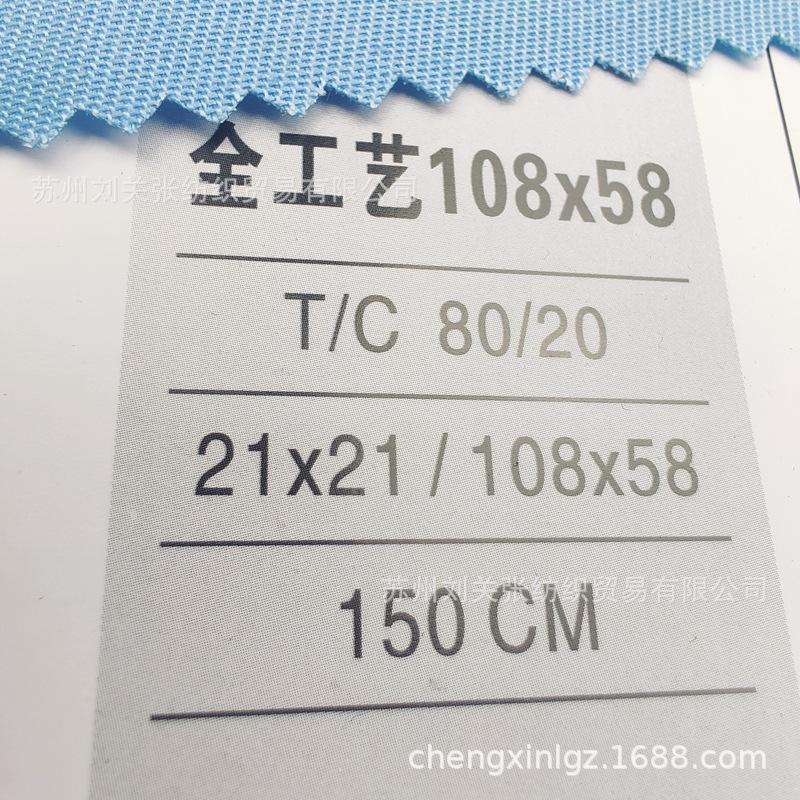 全工艺108x58
苏州刘关张纺织贸易有限公司
T/C 80/20
21x21/108x58
苏州刘关张纺织贸易有限公司
150 CM
chengxinlgz.1688.com